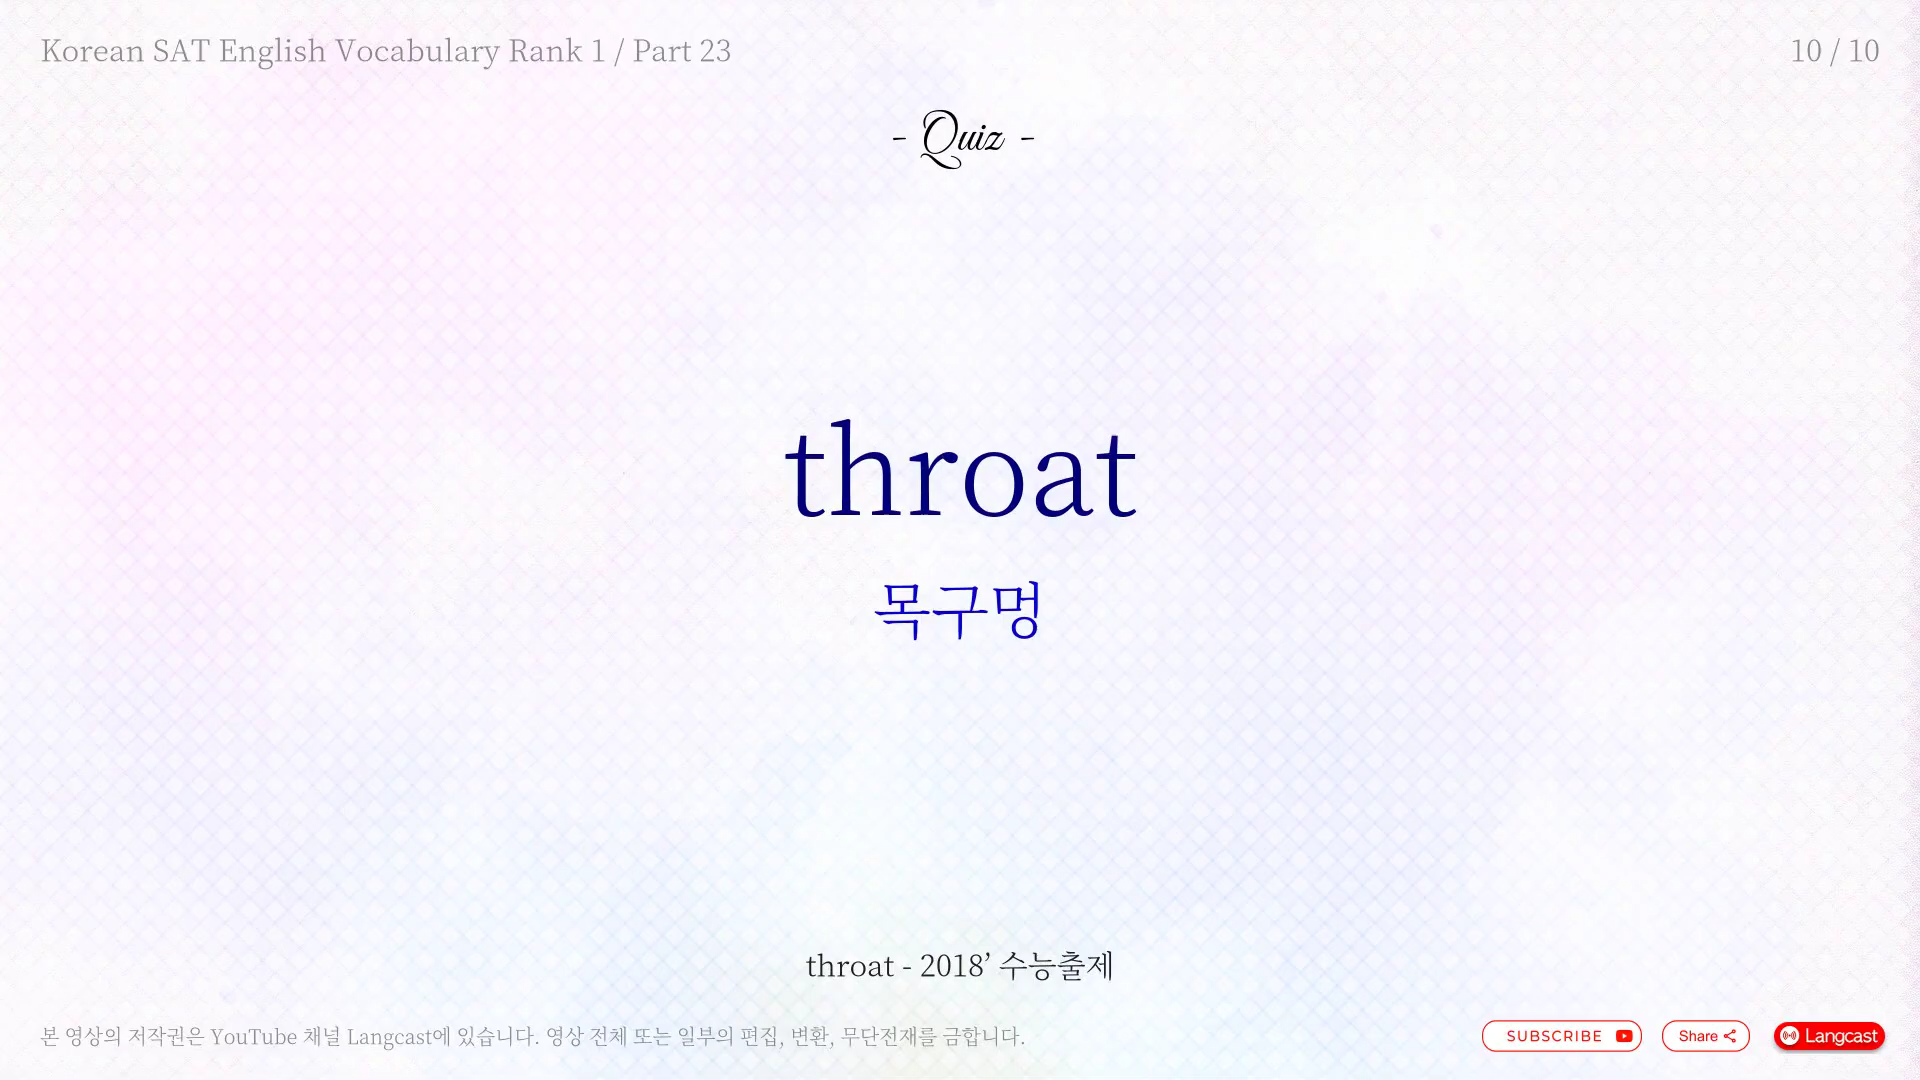 Korean SAT English Vocabulary Rank 1 / Part 23
10 / 10
- Quiz -
throat
목구멍
throat - 2018’ 수능출제
본 영상의 저작권은 YouTube 채널 Langcast에 있습니다. 영상 전체 또는 일부의 편집, 변환, 무단전재를 금합니다.
SUBSCRIBE
Share
Langcast